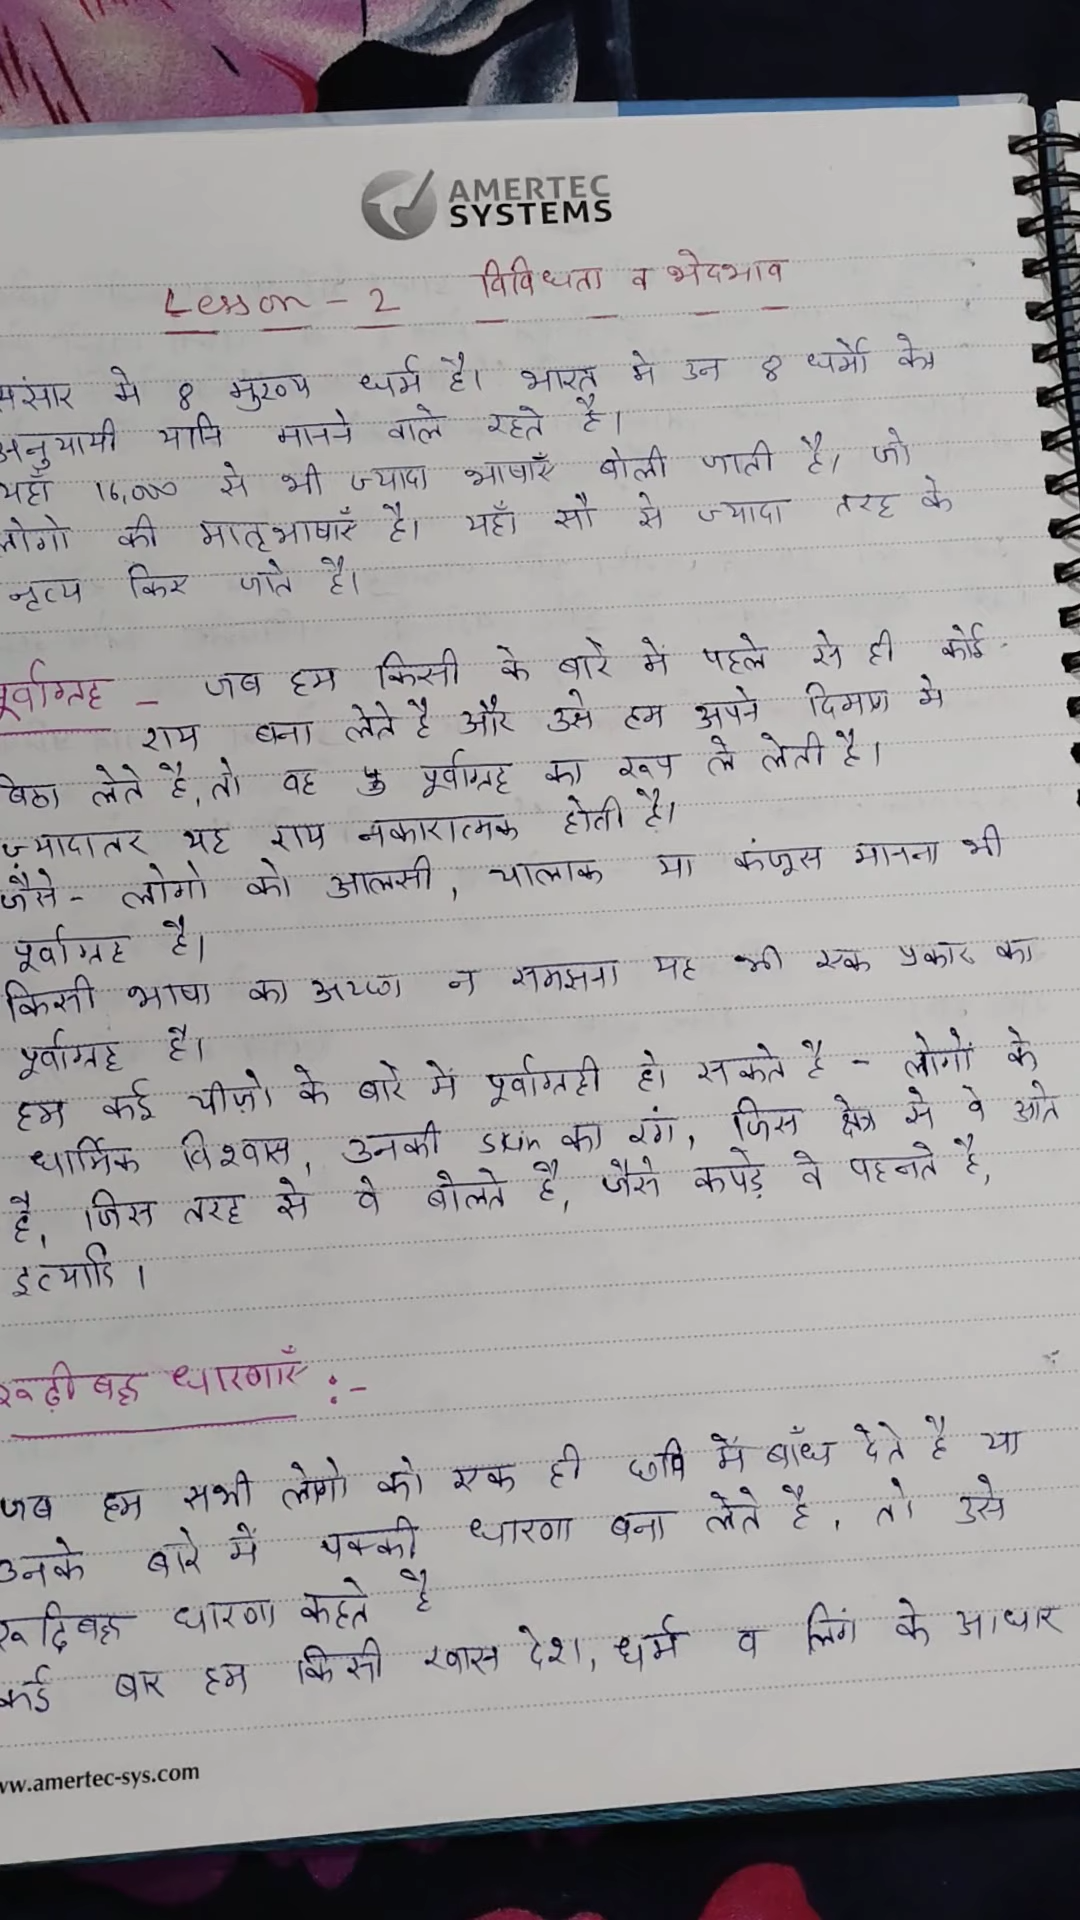 AMERTEC
SYSTEMS
Lesson - 2 विविधता व भेदभाव
संसार मे 8 मुख्य धर्म है। भारत मे उन 8 धर्मो के
अनुयायी यानि मानने वाले रहते है।
यहाँ 16,000 से भी ज्यादा भाषाएँ बोली जाती है, जो
लोगो की मातृभाषाएँ है। यहाँ सौ से ज्यादा तरह के
नृत्य किए जाते है।
पूर्वाग्रह - जब हम किसी के बारे में पहले से ही कोई
राय बना लेते है और उसे हम अपने दिमाग मे
बिठा लेते है, तो वह पूर्वाग्रह का रूप ले लेती है।
ज़्यादातर यह राय नकारात्मक होती है।
जैसे - लोगो को आलसी, चालाक या कंजूस मानना भी
पूर्वाग्रह है।
किसी भाषा का अच्छा न समझना यह भी एक प्रकार का
पूर्वाग्रह है।
हम कई चीज़ो के बारे में पूर्वाग्रही हो सकते है - लोगों के
धार्मिक विश्वास, उनकी skin का रंग, जिस क्षेत्र से वे आते
है, जिस तरह से वे बोलते है, जैसे कपड़े वे पहनते है,
इत्यादि ।
रूढ़ी बद्ध धारणाएँ :-
जब हम सभी लोगो को एक ही छवि में बाँध देते है या
उनके बारे में पक्की धारणा बना लेते है, तो उसे
रूढ़िबद्ध धारणा कहते है
कई बार हम किसी खास देश, धर्म व लिंग के आधार
ww.amertec-sys.com